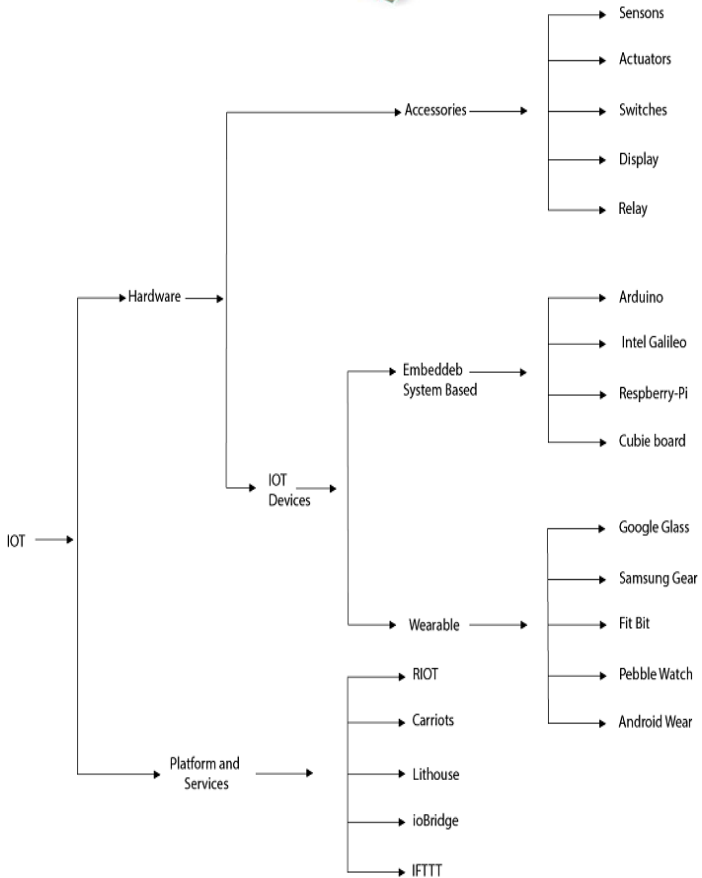 Sensons
Actuators
Accessories
Switches
Display
Relay
Hardware
Arduino
Intel Galileo
Embeddeb
System Based
Respberry-Pi
Cubie board
IOT
Devices
Google Glass
IOT
Samsung Gear
Wearable
Fit Bit
RIOT
Pebble Watch
Carriots
Android Wear
Platform and
Services
Lithouse
ioBridge
IFTTT